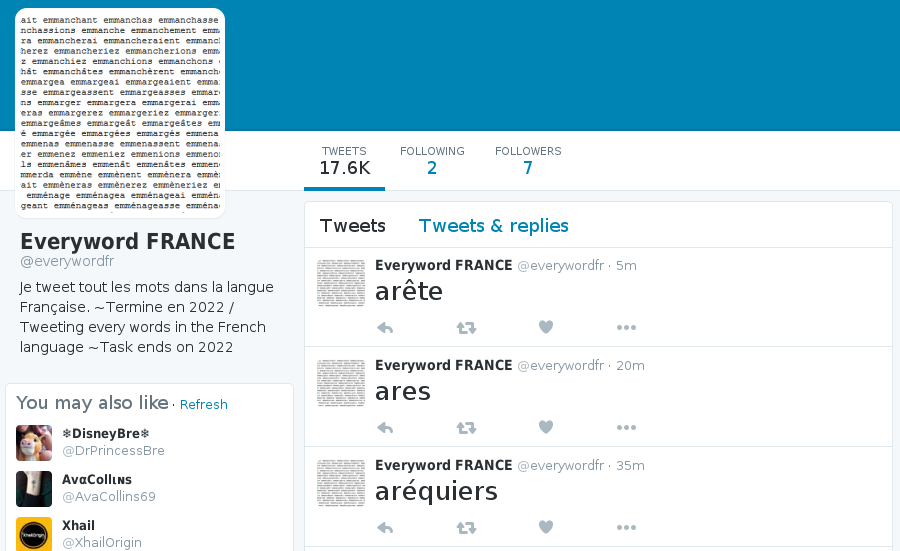 ait emmanchant emmanchas emmanchasse
nchassions emmanche emmanchement emma
ra emmancherai emmancheraient emmanch
herez emmancheriez emmancherions emma
z emmanchiez emmanchions emmanchons
hât emmanchâtes emmanchèrent emmanch
emmargea emmargeai emmargeaient emma
sse emmargeassent emmargeasses emmarg
ns emmarger emmargera emmargerai emma
eras emmargerez emmargeriez emmarger
emmargeâmes emmargeât emmargeâtes emm
é emmargée emmargées emmargés emmena
emmenas emmenasse emmenassent emmena
er emmenez emmeniez emmenions emmenon
ls emmenâmes emmenât emmenâtes emmen
mmerda emmène emmènent emmènera emmè
ait emmèneras emmènerez emmèneriez e
emménage emménagea emménageai emména
geant emménageas emménageasse emména
TWEETS
17.6K
FOLLOWING
2
FOLLOWERS
7
Everyword FRANCE
@everywordfr
Je tweet tout les mots dans la langue
Française. ~Termine en 2022 /
Tweeting every words in the French
language ~Task ends on 2022
You may also like · Refresh
❄DisneyBre❄
@DrPrincessBre
AvαCollιɴs
@AvaCollins69
Xhail
@XhailOrigin
Tweets Tweets & replies
Everyword FRANCE @everywordfr · 5m
arête
Everyword FRANCE @everywordfr · 20m
ares
Everyword FRANCE @everywordfr · 35m
aréquiers